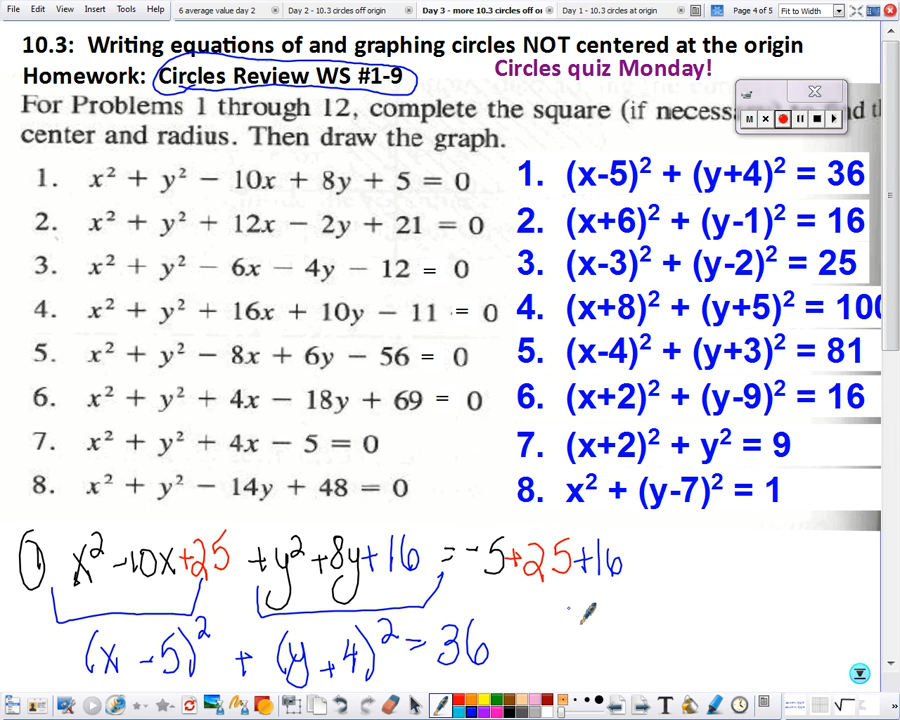 File Edit View Insert Tools Help 6 average value day 2 Day 2 - 10.3 circles off origin Day 3 - more 10.3 circles off or Day 1 - 10.3 circles at origin Page 4 of 5 Fit to Width
10.3: Writing equations of and graphing circles NOT centered at the origin
Homework: Circles Review WS #1-9 Circles quiz Monday!
For Problems 1 through 12, complete the square (if necess
center and radius. Then draw the graph.
1. x² + y² − 10x + 8y + 5 = 0 1. (x-5)² + (y+4)² = 36
2. x² + y² + 12x − 2y + 21 = 0 2. (x+6)² + (y-1)² = 16
3. x² + y² − 6x − 4y − 12 = 0 3. (x-3)² + (y-2)² = 25
4. x² + y² + 16x + 10y − 11 = 0 4. (x+8)² + (y+5)² = 100
5. x² + y² − 8x + 6y − 56 = 0 5. (x-4)² + (y+3)² = 81
6. x² + y² + 4x − 18y + 69 = 0 6. (x+2)² + (y-9)² = 16
7. x² + y² + 4x − 5 = 0 7. (x+2)² + y² = 9
8. x² + y² − 14y + 48 = 0 8. x² + (y-7)² = 1
① x² -10x+25 +y² +8y+16 = -5+25+16
(x -5)² + (y+4)² = 36